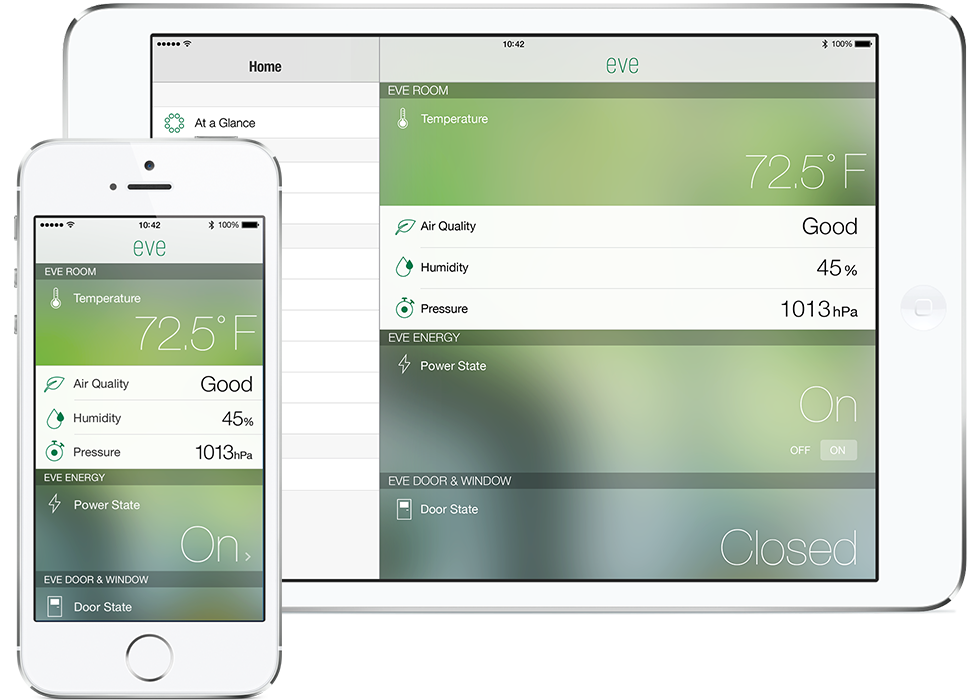 10:42
100%
Home
eve
At a Glance
EVE ROOM
Temperature
72.5° F
Air Quality
Good
Humidity
45%
Pressure
1013hPa
EVE ENERGY
Power State
On
OFF ON
EVE DOOR & WINDOW
Door State
Closed
10:42
100%
eve
EVE ROOM
Temperature
72.5° F
Air Quality
Good
Humidity
45%
Pressure
1013hPa
EVE ENERGY
Power State
On
EVE DOOR & WINDOW
Door State